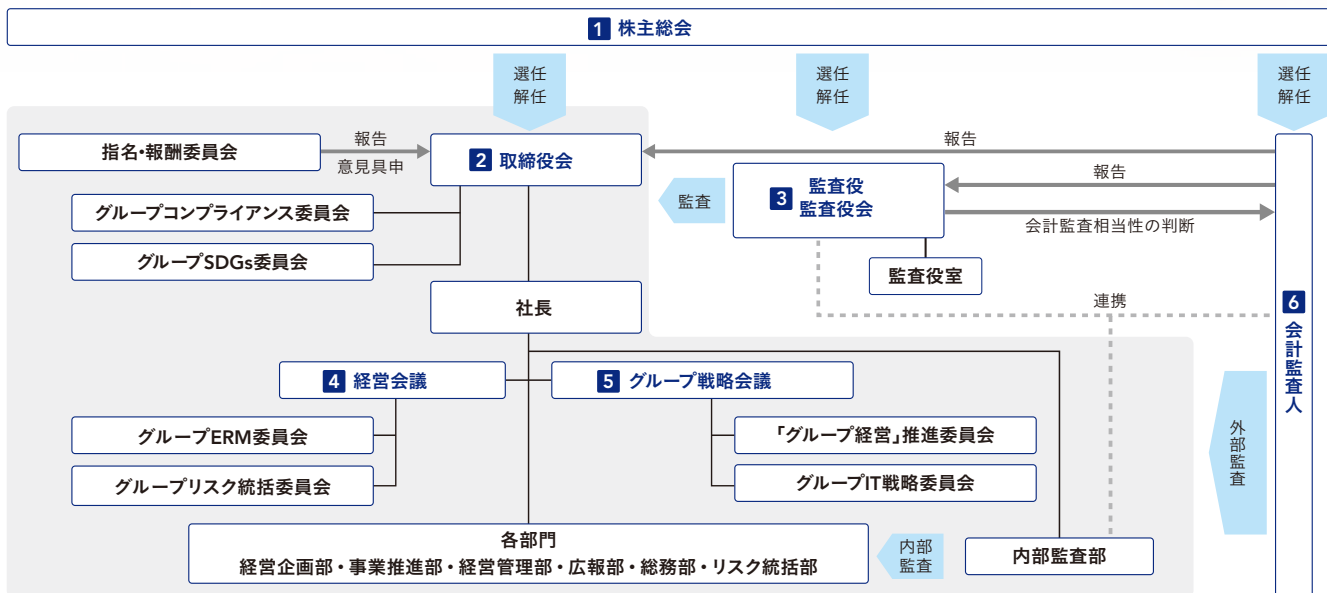 1 株主総会
選任
解任
選任
解任
選任
解任
指名・報酬委員会
報告
意見具申
2 取締役会
報告
監査
3 監査役
監査役会
報告
会計監査相当性の判断
グループコンプライアンス委員会
グループSDGs委員会
監査役室
社長
連携
6 会計監査人
4 経営会議
5 グループ戦略会議
グループERM委員会
「グループ経営」推進委員会
外部監査
グループリスク統括委員会
グループIT戦略委員会
各部門
経営企画部・事業推進部・経営管理部・広報部・総務部・リスク統括部
内部
監査
内部監査部